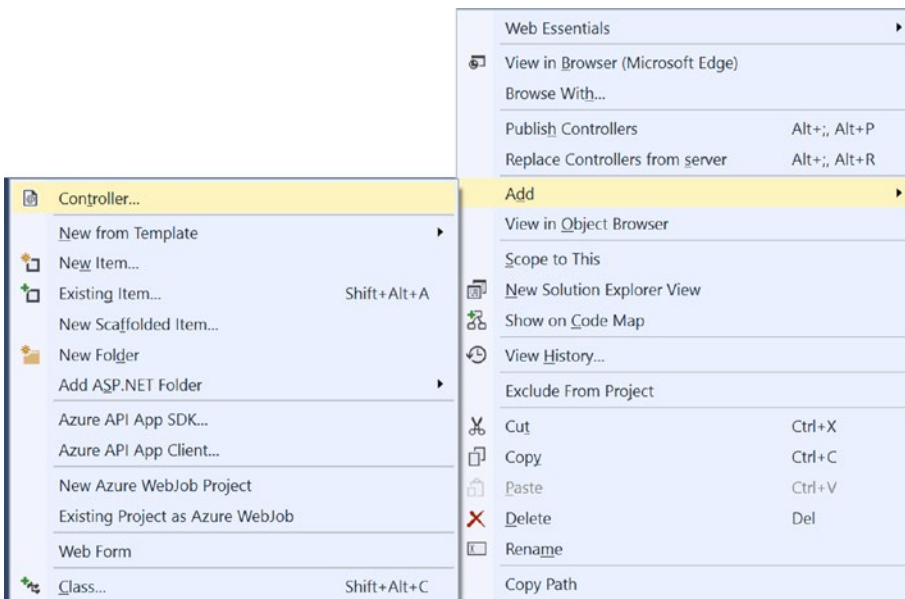 Web Essentials
View in Browser (Microsoft Edge)
Browse With...
Publish Controllers Alt+;, Alt+P
Replace Controllers from server Alt+;, Alt+R
Add
View in Object Browser
Scope to This
New Solution Explorer View
Show on Code Map
View History...
Exclude From Project
Cut Ctrl+X
Copy Ctrl+C
Paste Ctrl+V
Delete Del
Rename
Copy Path
Controller...
New from Template
New Item...
Existing Item... Shift+Alt+A
New Scaffolded Item...
New Folder
Add ASP.NET Folder
Azure API App SDK...
Azure API App Client...
New Azure WebJob Project
Existing Project as Azure WebJob
Web Form
Class... Shift+Alt+C